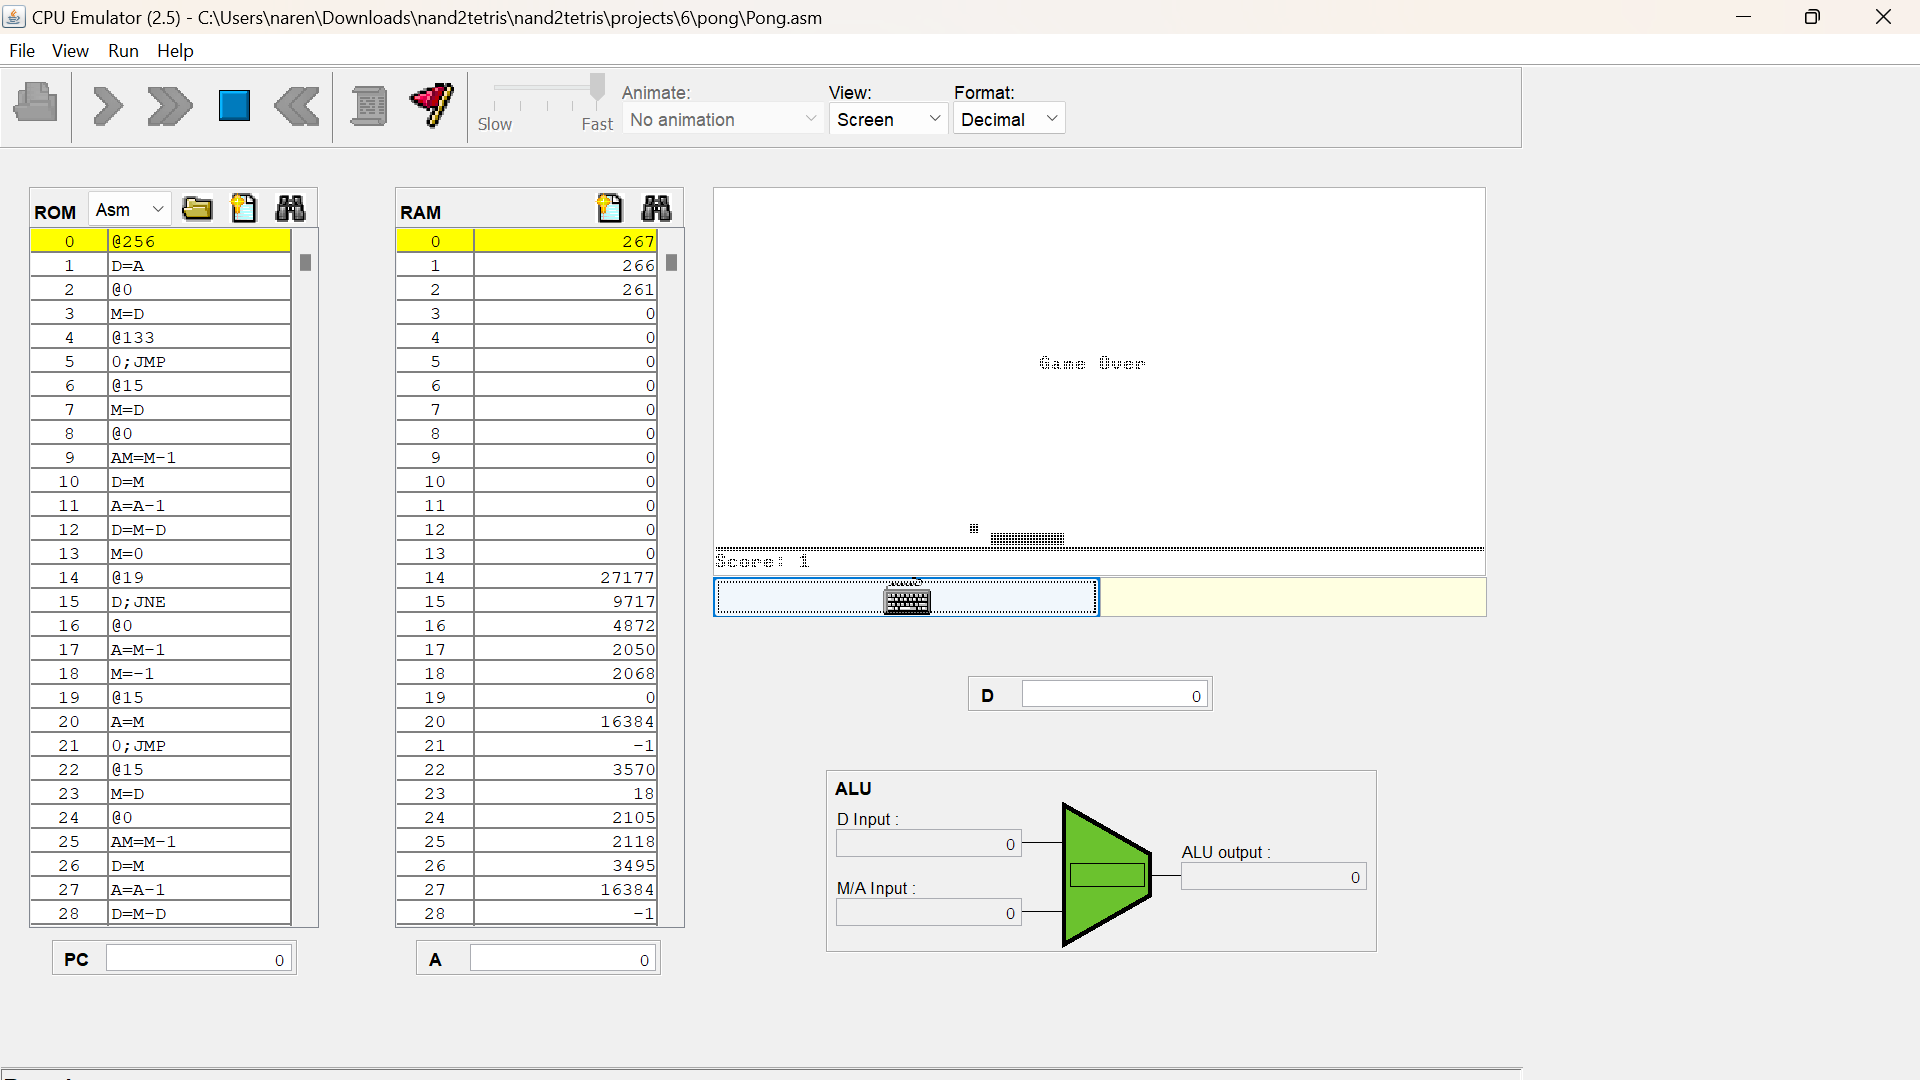 CPU Emulator (2.5) - C:\Users\naren\Downloads\nand2tetris\nand2tetris\projects\6\pong\Pong.asm
File View Run Help
Slow Fast
Animate:
No animation
View:
Screen
Format:
Decimal
ROM Asm
0 @256
1 D=A
2 @0
3 M=D
4 @133
5 0;JMP
6 @15
7 M=D
8 @0
9 AM=M-1
10 D=M
11 A=A-1
12 D=M-D
13 M=0
14 @19
15 D;JNE
16 @0
17 A=M-1
18 M=-1
19 @15
20 A=M
21 0;JMP
22 @15
23 M=D
24 @0
25 AM=M-1
26 D=M
27 A=A-1
28 D=M-D
PC 0
RAM
0 267
1 266
2 261
3 0
4 0
5 0
6 0
7 0
8 0
9 0
10 0
11 0
12 0
13 0
14 27177
15 9717
16 4872
17 2050
18 2068
19 0
20 16384
21 -1
22 3570
23 18
24 2105
25 2118
26 3495
27 16384
28 -1
A 0
Game Over
Score: 1
D 0
ALU
D Input :
0
M/A Input :
0
ALU output :
0